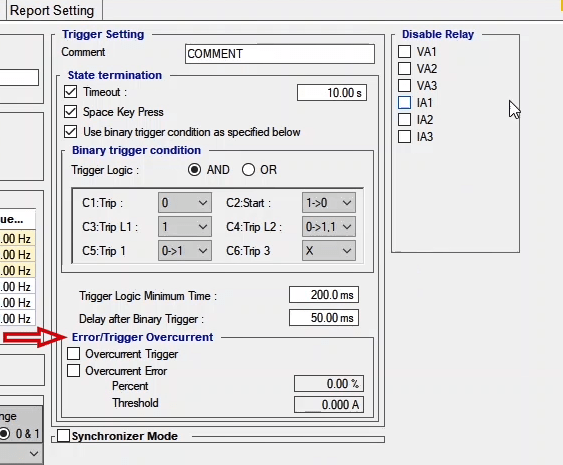 Report Setting
Trigger Setting
Comment COMMENT
State termination
Timeout : 10.00 s
Space Key Press
Use binary trigger condition as specified below
Binary trigger condition
Trigger Logic : AND OR
C1:Trip : 0 C2:Start : 1->0
C3:Trip L1 : 1 C4:Trip L2 : 0->1,1
C5:Trip 1 0->1 C6:Trip 3 X
Trigger Logic Minimum Time : 200.0 ms
Delay after Binary Trigger : 50.00 ms
Error/Trigger Overcurrent
Overcurrent Trigger
Overcurrent Error
Percent 0.00 %
Threshold 0.000 A
Synchronizer Mode
Disable Relay
VA1
VA2
VA3
IA1
IA2
IA3
ue...
.00 Hz
.00 Hz
.00 Hz
.00 Hz
.00 Hz
.00 Hz
nge
0 & 1